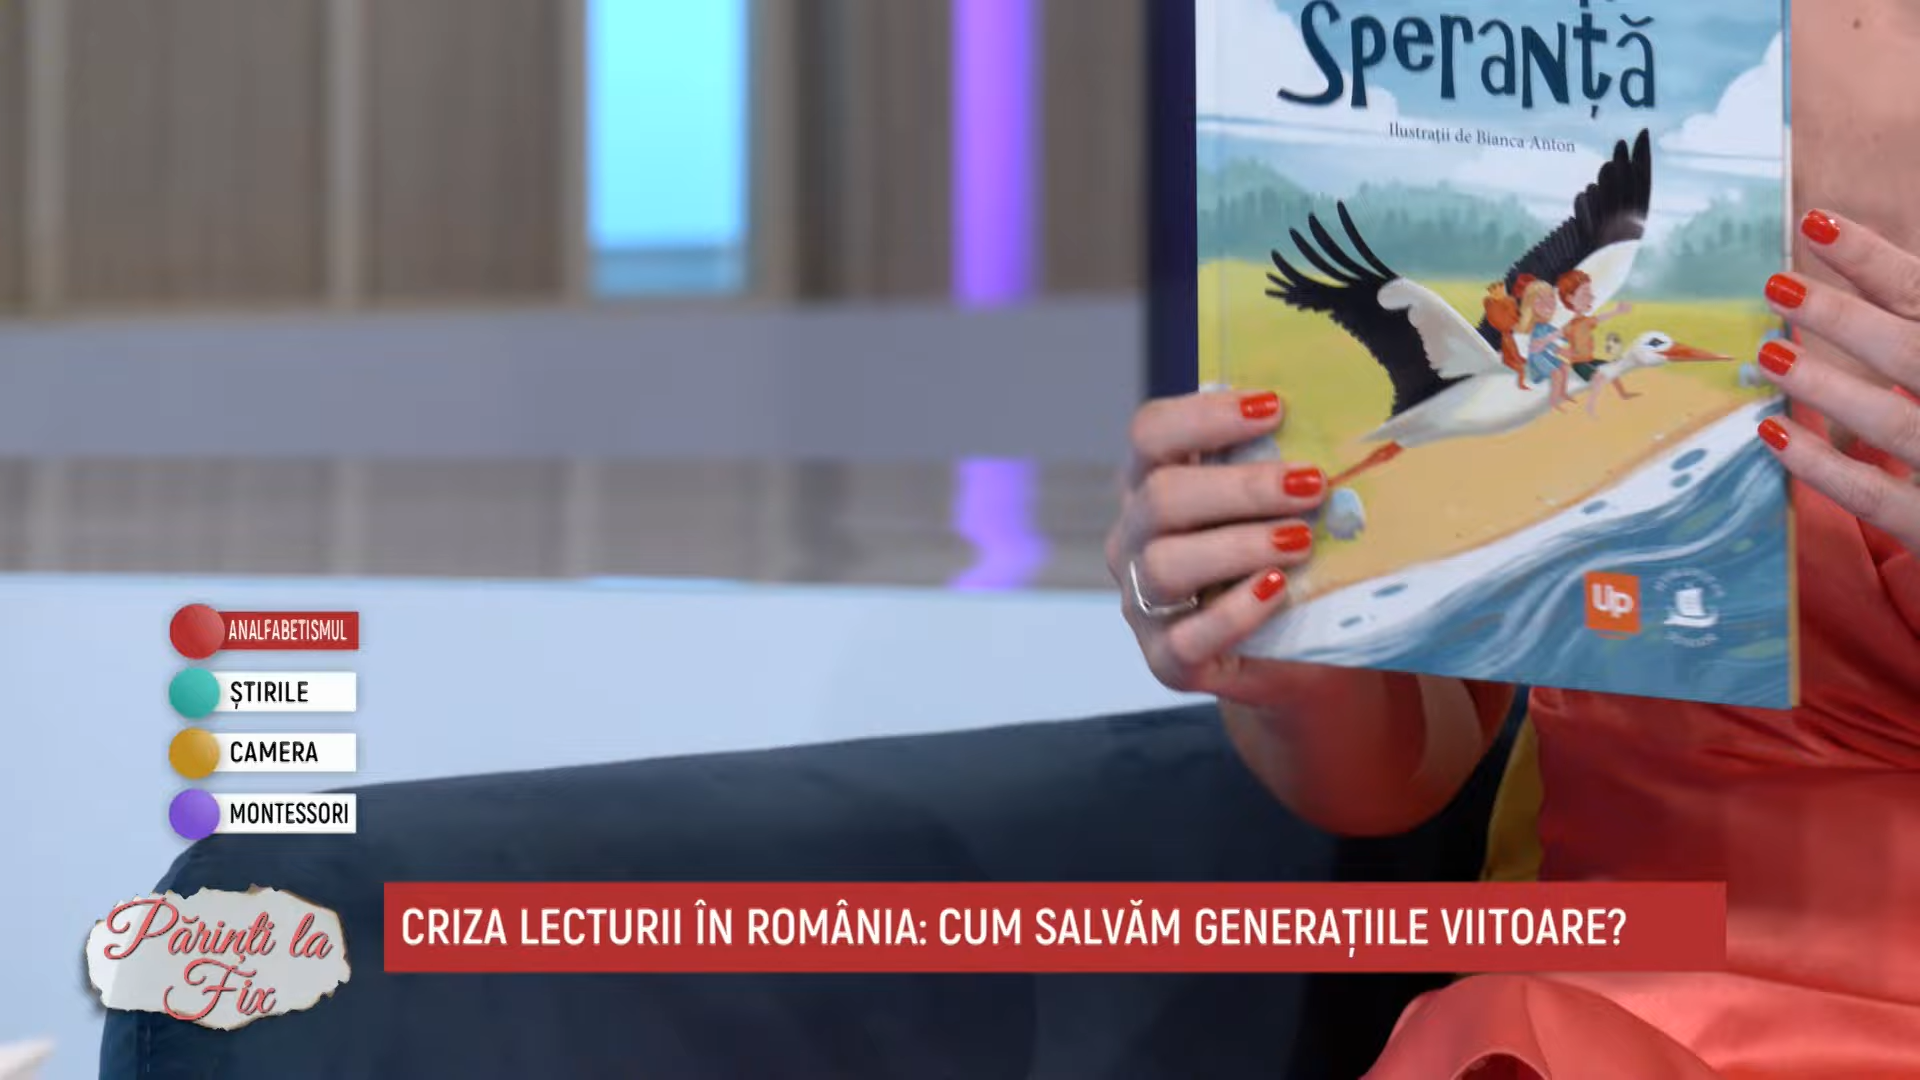 Speranță
Ilustrații de Bianca Anton
Up
ANALFABETISMUL
ȘTIRILE
CAMERA
MONTESSORI
Părinți la
Fix
CRIZA LECTURII ÎN ROMÂNIA: CUM SALVĂM GENERAȚIILE VIITOARE?